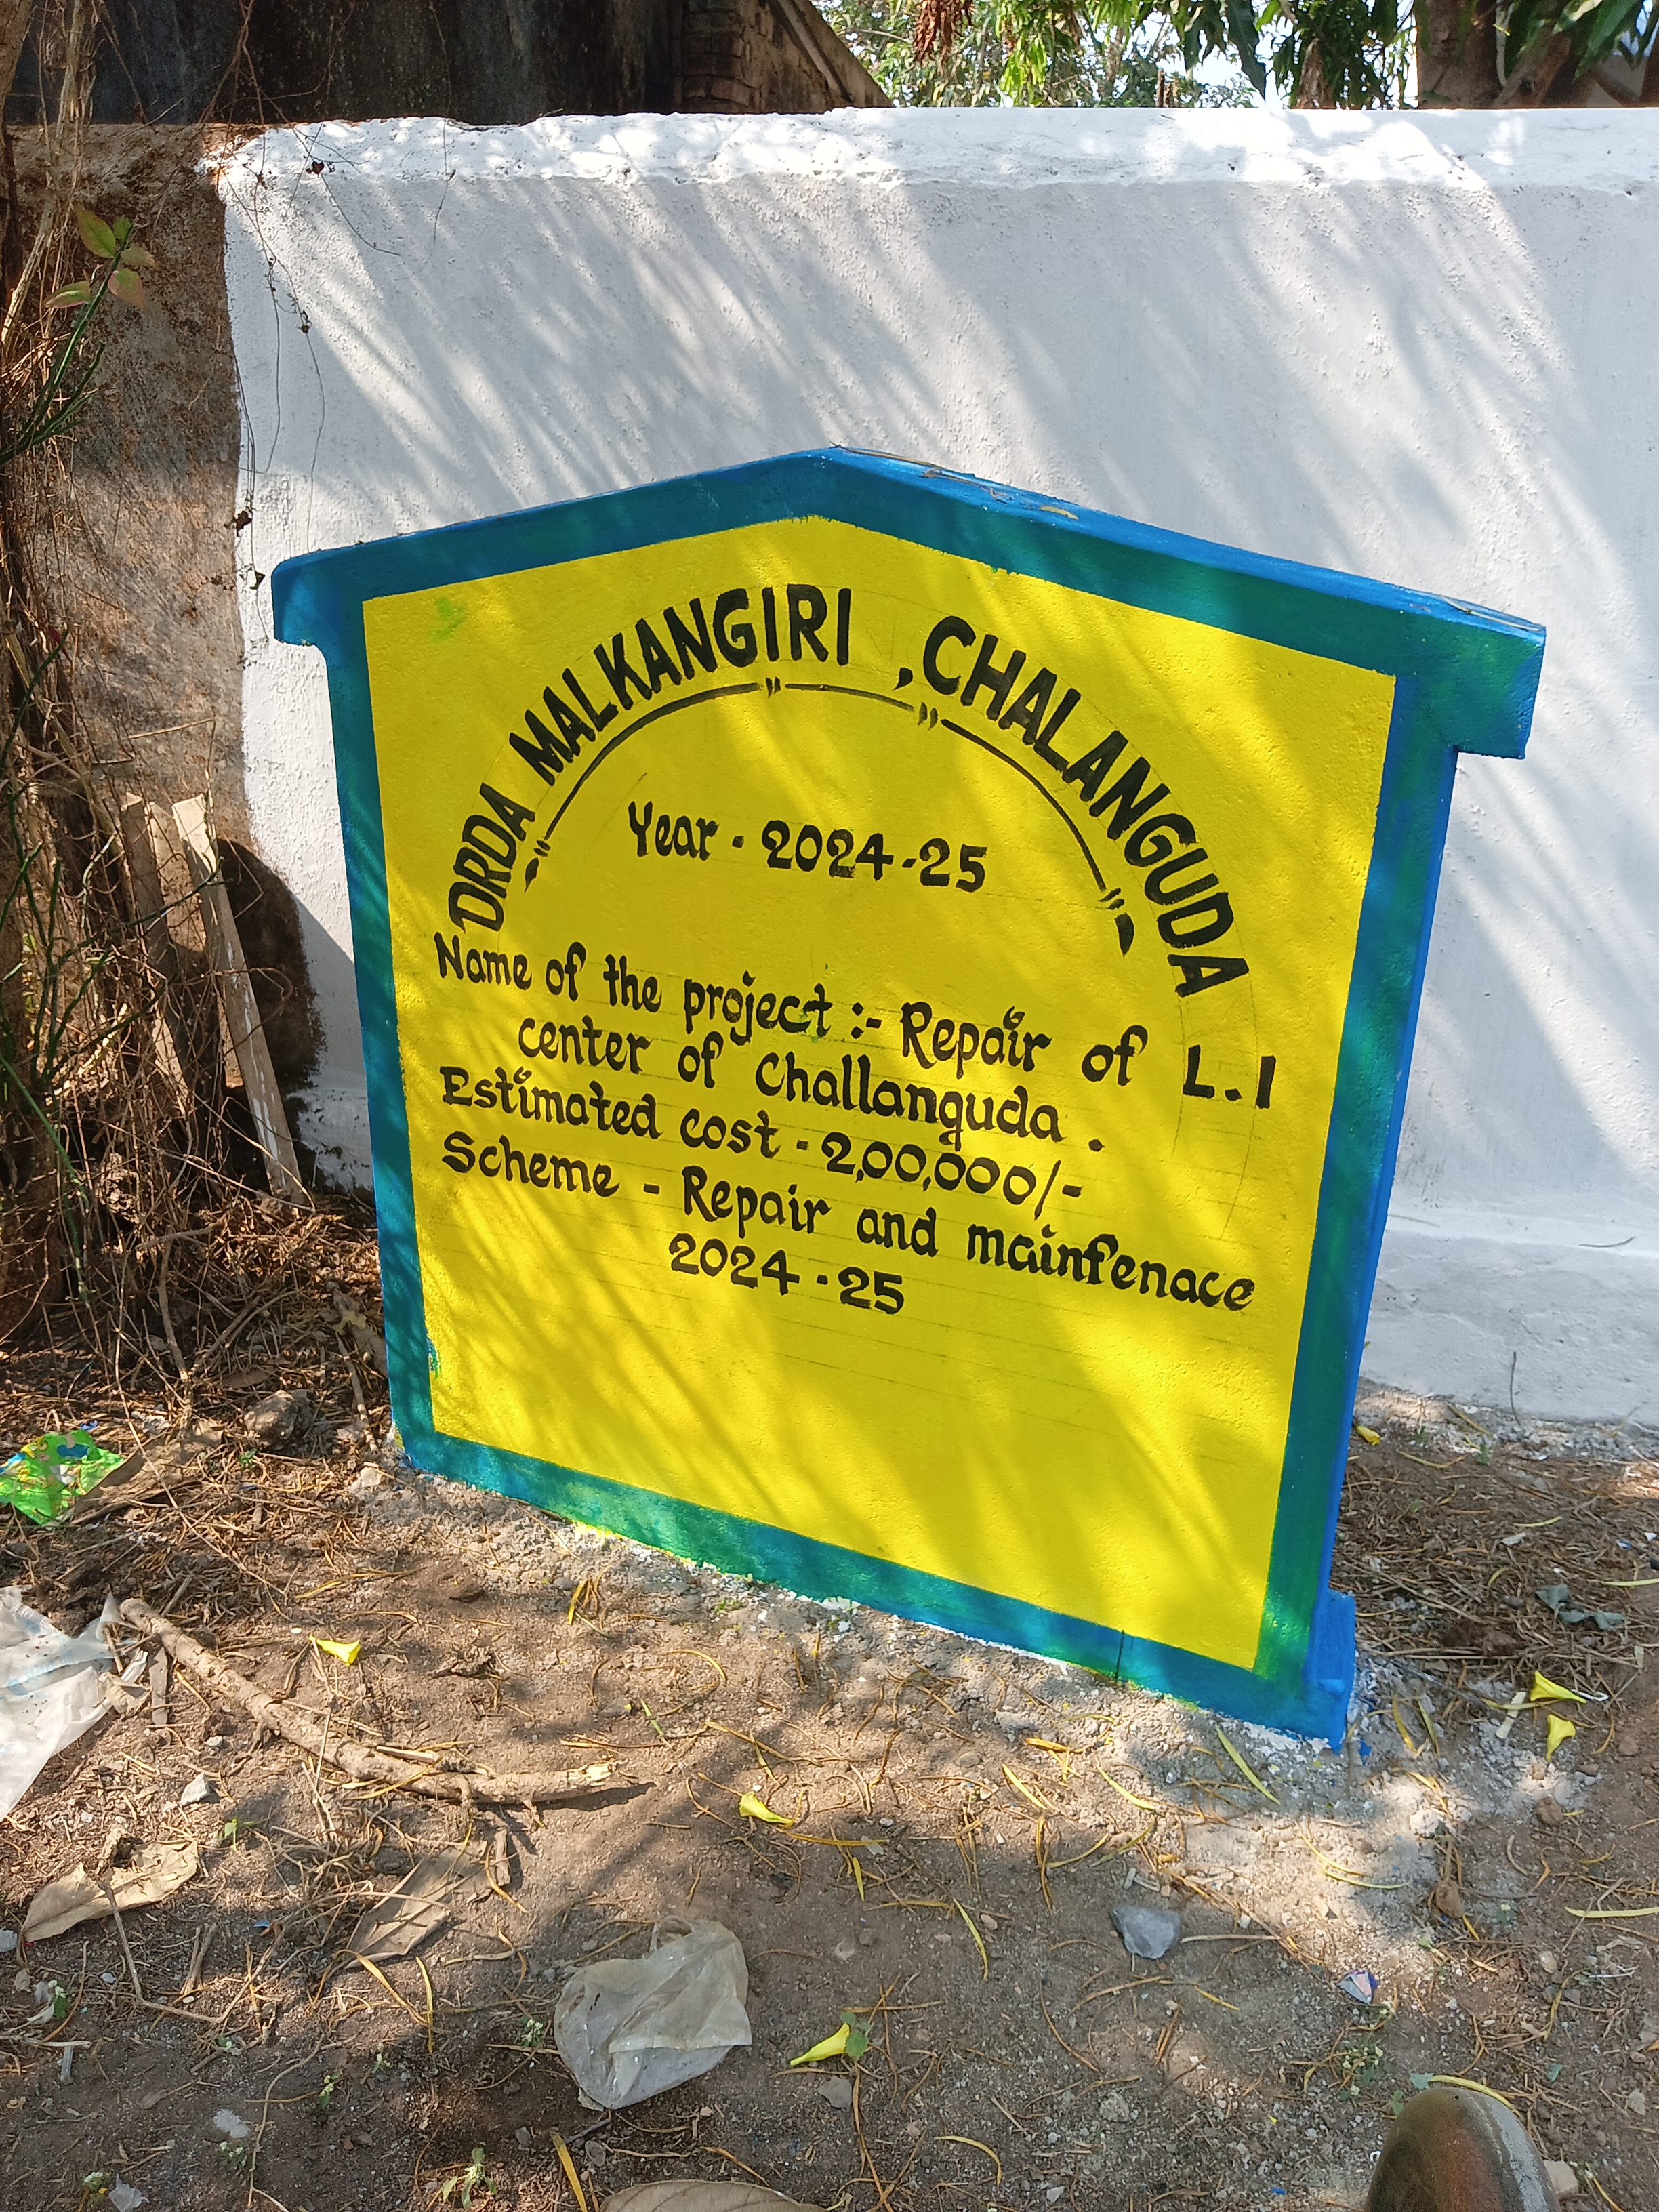 DRDA MALKANGIRI , CHALANGUDA
Year - 2024-25
Name of the project :- Repair of L.I
center of Challanguda .
Estimated cost - 2,00,000/-
Scheme - Repair and maintenace
2024-25